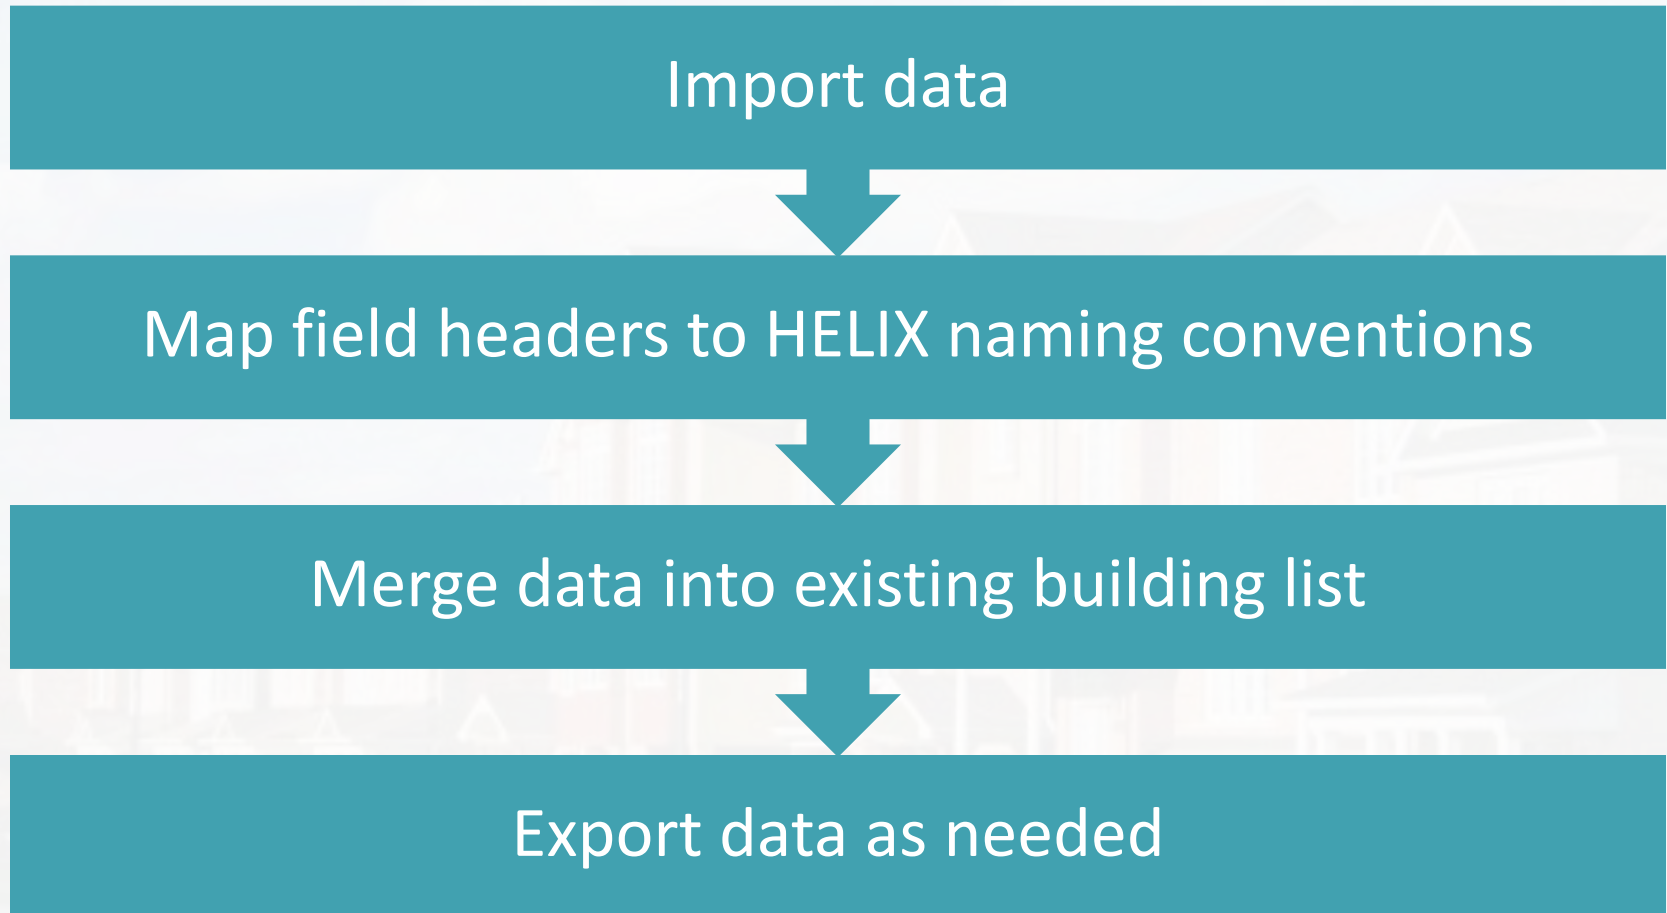 Import data
Map field headers to HELIX naming conventions
Merge data into existing building list
Export data as needed